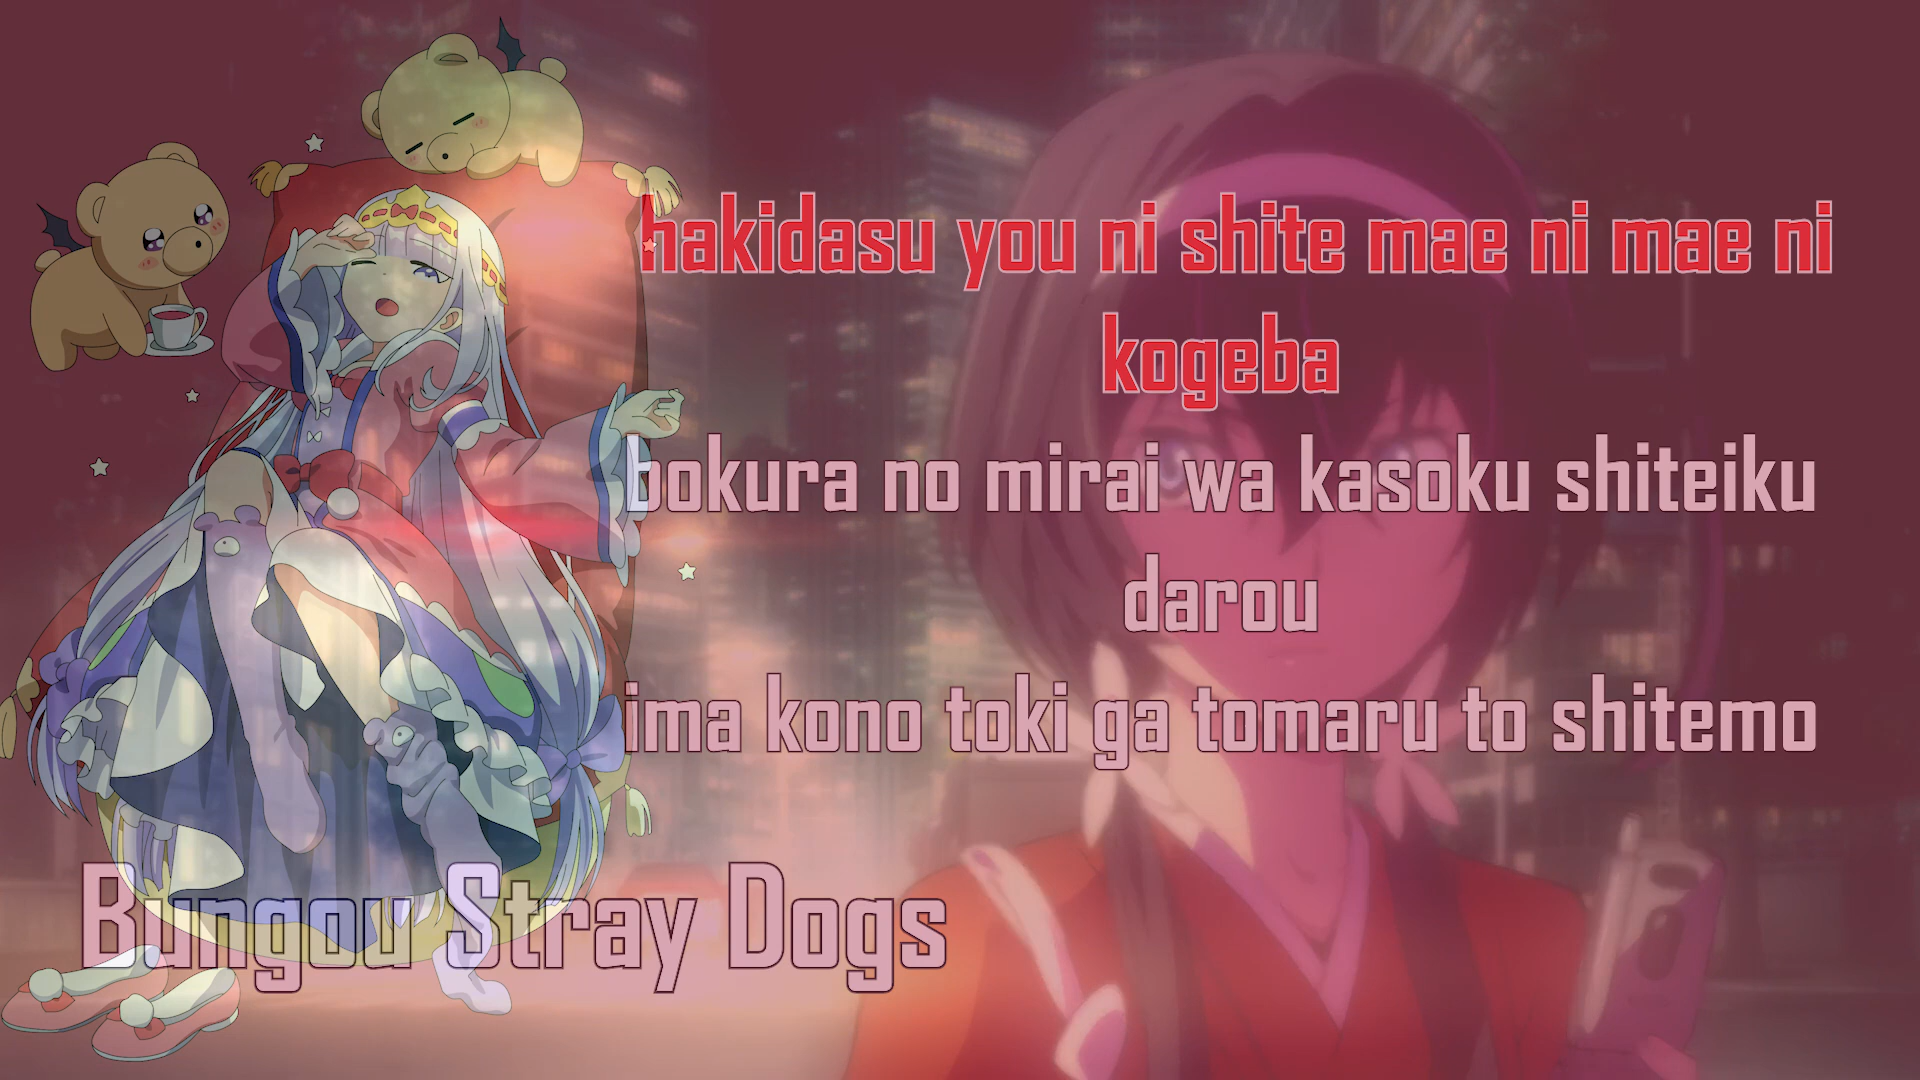 hakidasu you ni shite mae ni mae ni
kogeba
bokura no mirai wa kasoku shiteiku
darou
ima kono toki ga tomaru to shitemo
Bungou Stray Dogs